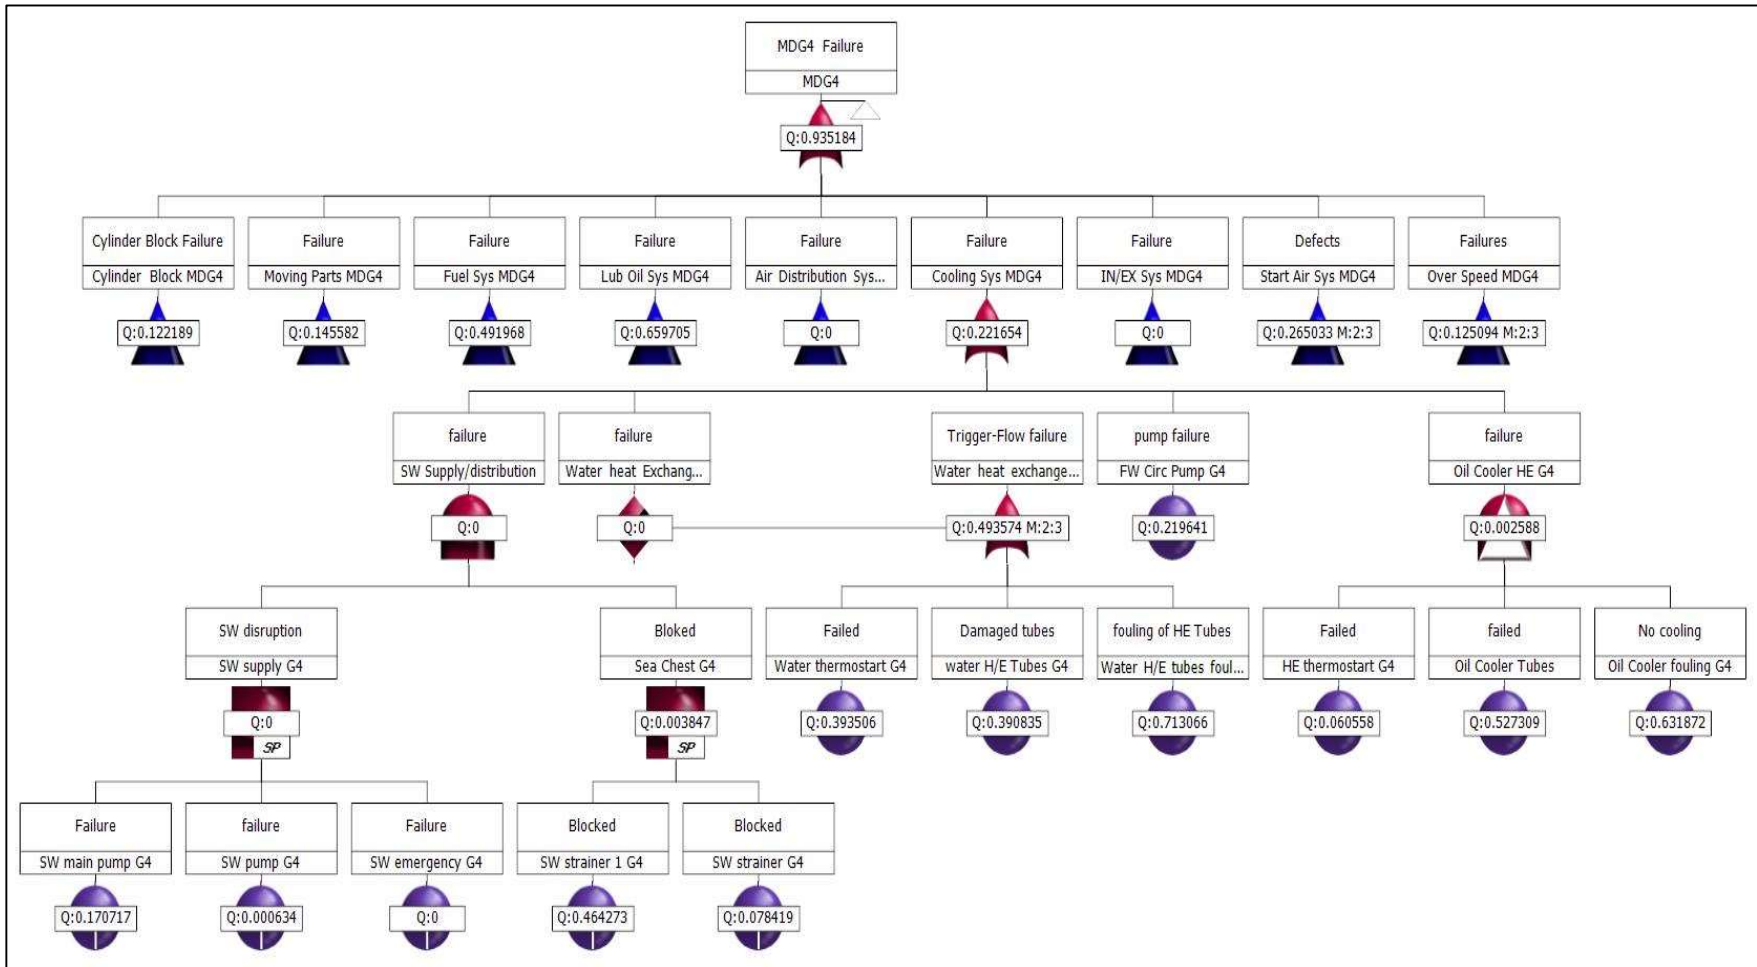 MDG4 Failure
MDG4
Q:0.935184
Cylinder Block Failure
Cylinder Block MDG4
Q:0.122189
Failure
Moving Parts MDG4
Q:0.145582
Failure
Fuel Sys MDG4
Q:0.491968
Failure
Lub Oil Sys MDG4
Q:0.659705
Failure
Air Distribution Sys...
Q:0
Failure
Cooling Sys MDG4
Q:0.221654
Failure
IN/EX Sys MDG4
Q:0
Defects
Start Air Sys MDG4
Q:0.265033 M:2:3
Failures
Over Speed MDG4
Q:0.125094 M:2:3
failure
SW Supply/distribution
Q:0
failure
Water heat Exchang...
Q:0
Trigger-Flow failure
Water heat exchange...
Q:0.493574 M:2:3
pump failure
FW Circ Pump G4
Q:0.219641
failure
Oil Cooler HE G4
Q:0.002588
SW disruption
SW supply G4
Q:0
SP
Bloked
Sea Chest G4
Q:0.003847
SP
Failed
Water thermostart G4
Q:0.393506
Damaged tubes
water H/E Tubes G4
Q:0.390835
fouling of HE Tubes
Water H/E tubes foul...
Q:0.713066
Failed
HE thermostart G4
Q:0.060558
failed
Oil Cooler Tubes
Q:0.527309
No cooling
Oil Cooler fouling G4
Q:0.631872
Failure
SW main pump G4
Q:0.170717
failure
SW pump G4
Q:0.000634
Failure
SW emergency G4
Q:0
Blocked
SW strainer 1 G4
Q:0.464273
Blocked
SW strainer G4
Q:0.078419